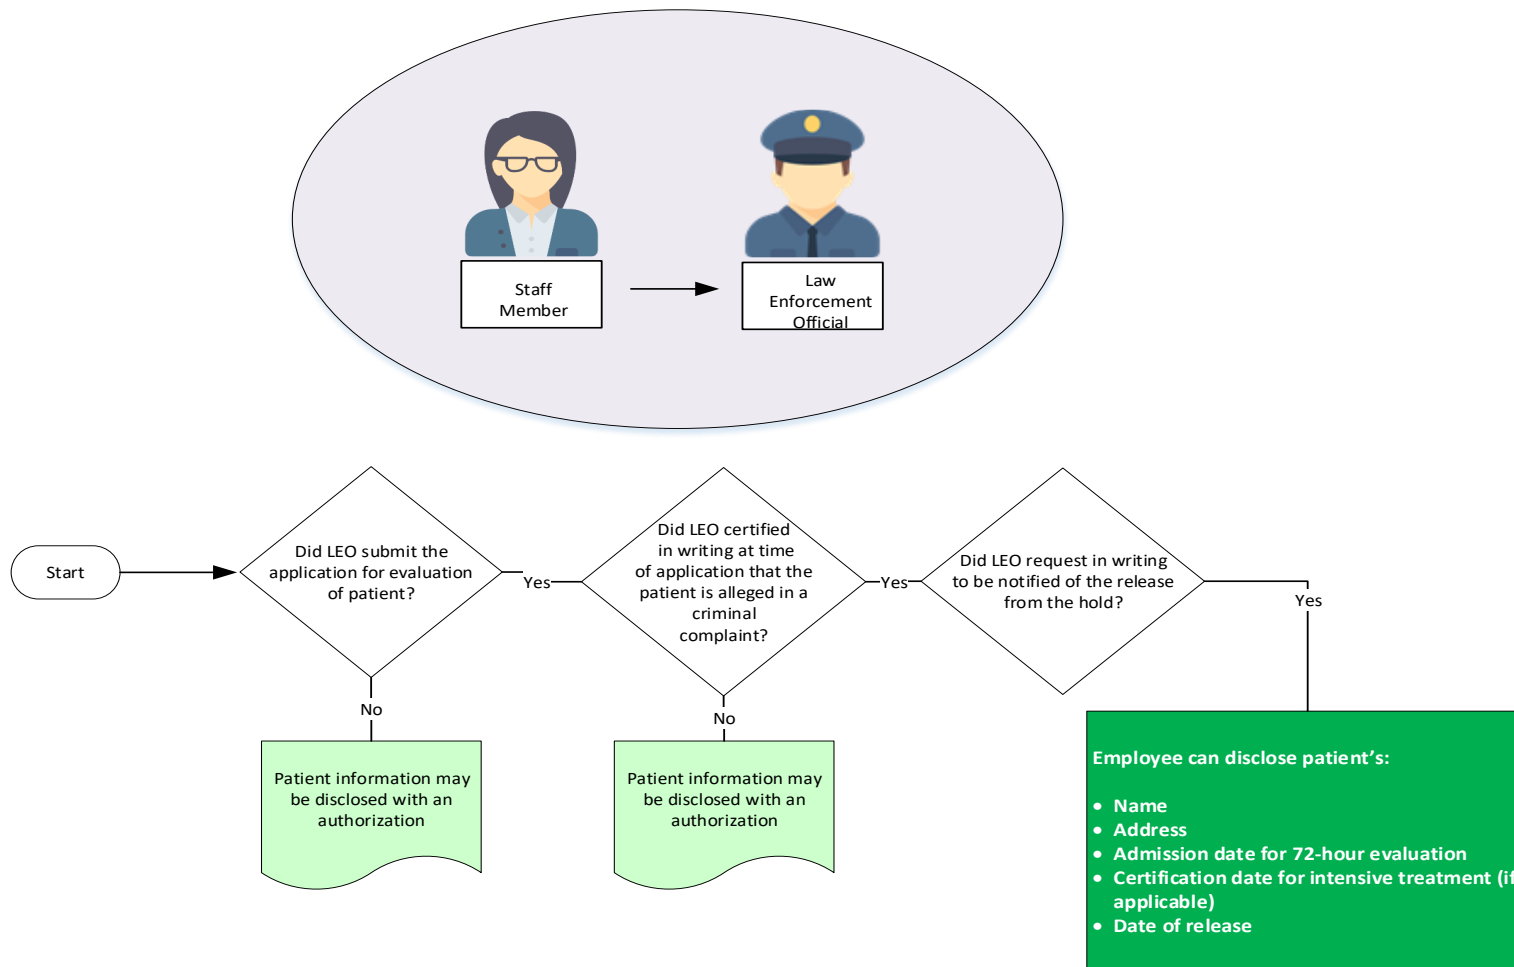 Staff
Member
Law
Enforcement
Official
Start
Did LEO submit the
application for evaluation
of patient?
Yes
Did LEO certified
in writing at time
of application that the
patient is alleged in a
criminal
complaint?
Yes
Did LEO request in writing
to be notified of the release
from the hold?
Yes
No
No
Patient information may
be disclosed with an
authorization
Patient information may
be disclosed with an
authorization
Employee can disclose patient’s:
• Name
• Address
• Admission date for 72-hour evaluation
• Certification date for intensive treatment (if
applicable)
• Date of release